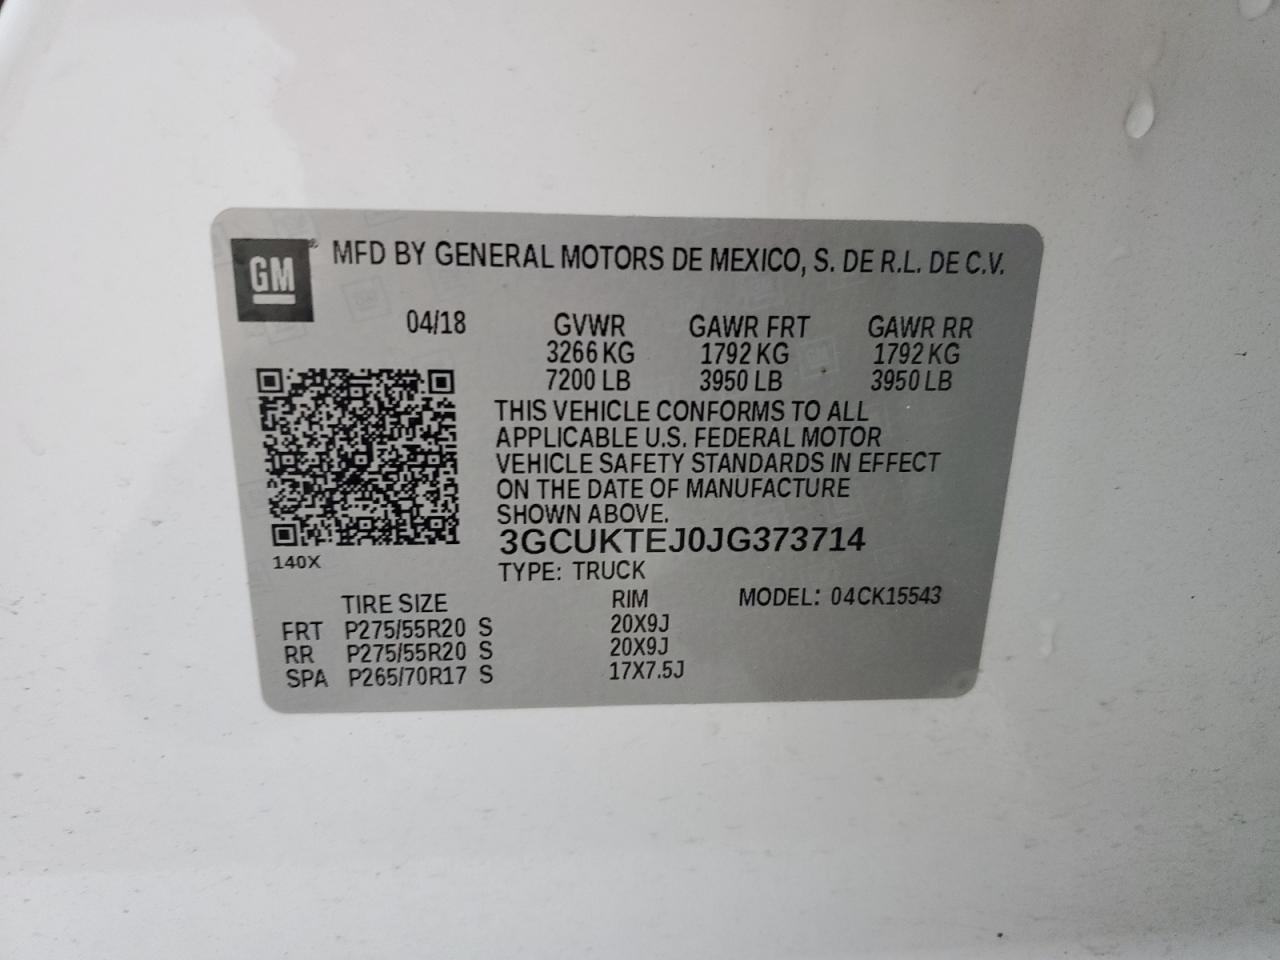 GM ® MFD BY GENERAL MOTORS DE MEXICO, S. DE R.L. DE C.V.
04/18 GVWR GAWR FRT GAWR RR
3266 KG 1792 KG 1792 KG
7200 LB 3950 LB 3950 LB
THIS VEHICLE CONFORMS TO ALL
APPLICABLE U.S. FEDERAL MOTOR
VEHICLE SAFETY STANDARDS IN EFFECT
ON THE DATE OF MANUFACTURE
SHOWN ABOVE.
3GCUKTEJ0JG373714
140X
TYPE: TRUCK
TIRE SIZE RIM MODEL: 04CK15543
FRT P275/55R20 S 20X9J
RR P275/55R20 S 20X9J
SPA P265/70R17 S 17X7.5J